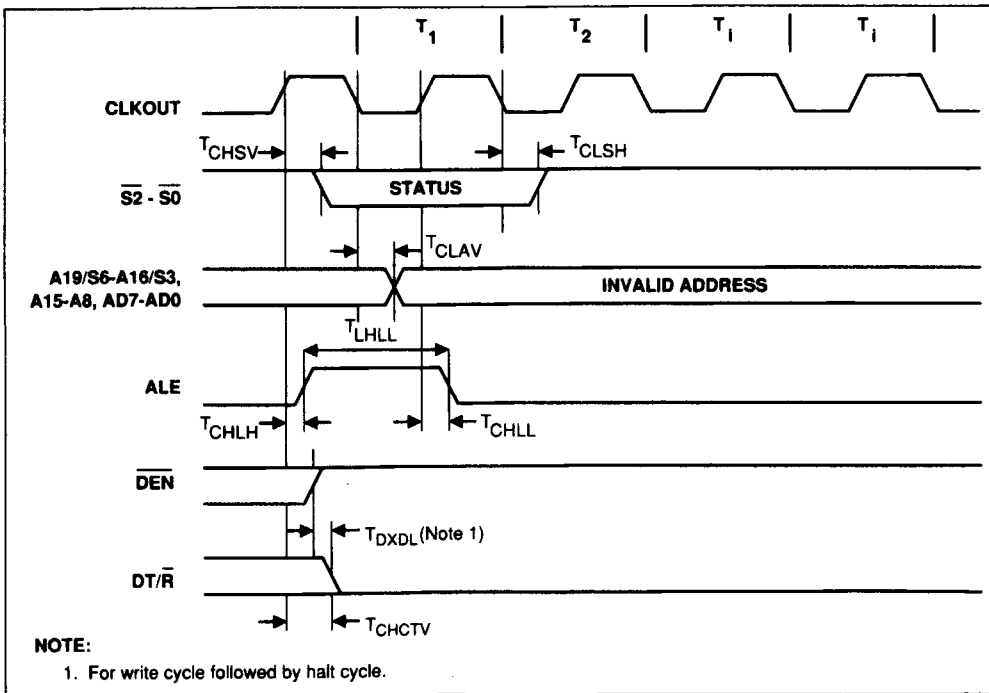 T1 T2 Ti Ti
CLKOUT
TCHSV
TCLSH
S2 - S0
STATUS
TCLAV
A19/S6-A16/S3,
A15-A8, AD7-AD0
INVALID ADDRESS
TLHLL
ALE
TCHLH
TCHLL
DEN
TDXDL(Note 1)
DT/R
TCHCTV
NOTE:
1. For write cycle followed by halt cycle.